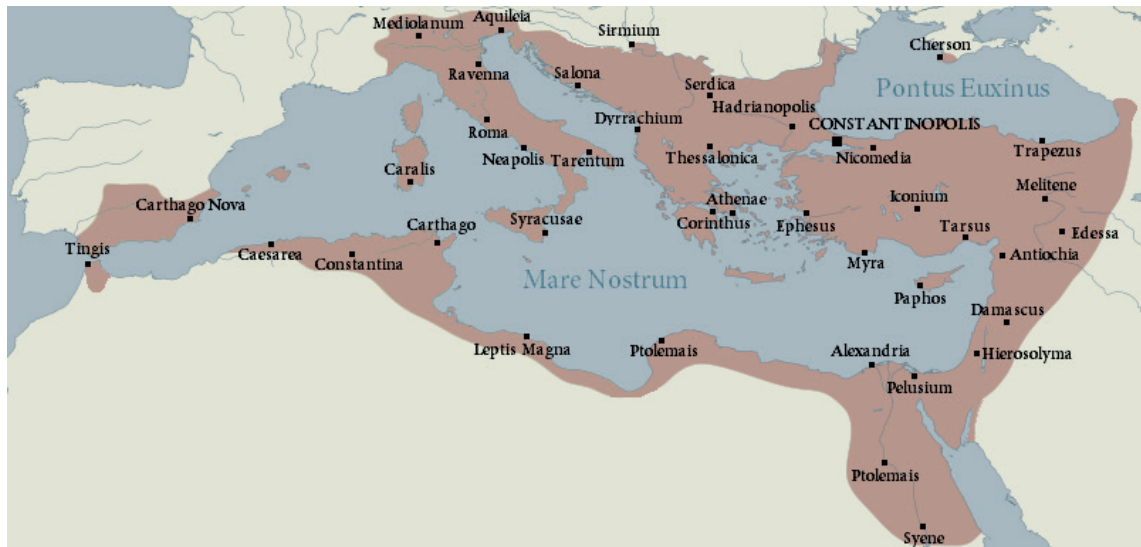 Aquileia
Mediolanum
Sirmium
Cherson
Ravenna
Salona
Serdica
Pontus Euxinus
Hadrianopolis
Roma
Dyrrachium
CONSTANTINOPOLIS
Neapolis
Tarentum
Thessalonica
Nicomedia
Trapezus
Caralis
Melitene
Iconium
Carthago Nova
Athenae
Carthago
Syracusae
Corinthus
Ephesus
Tarsus
Edessa
Tingis
Caesarea
Constantina
Myra
Antiochia
Mare Nostrum
Paphos
Damascus
Leptis Magna
Ptolemais
Alexandria
Hierosolyma
Pelusium
Ptolemais
Syene